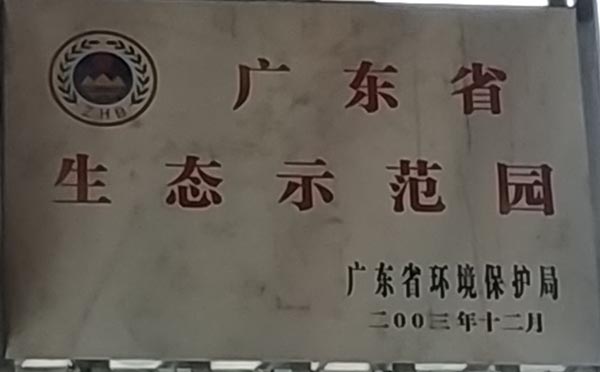 ZHB
广东省
生态示范园
广东省环境保护局
二00三年十二月